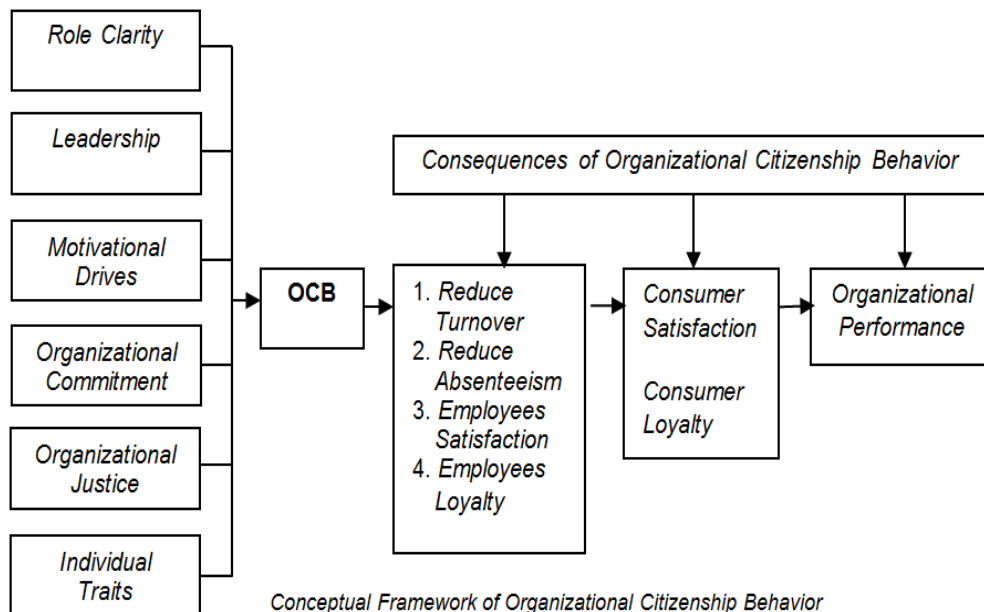 Role Clarity
Leadership
Motivational
Drives
Organizational
Commitment
Organizational
Justice
Individual
Traits
OCB
Consequences of Organizational Citizenship Behavior
1. Reduce
Turnover
2. Reduce
Absenteeism
3. Employees
Satisfaction
4. Employees
Loyalty
Consumer
Satisfaction
Consumer
Loyalty
Organizational
Performance
Conceptual Framework of Organizational Citizenship Behavior